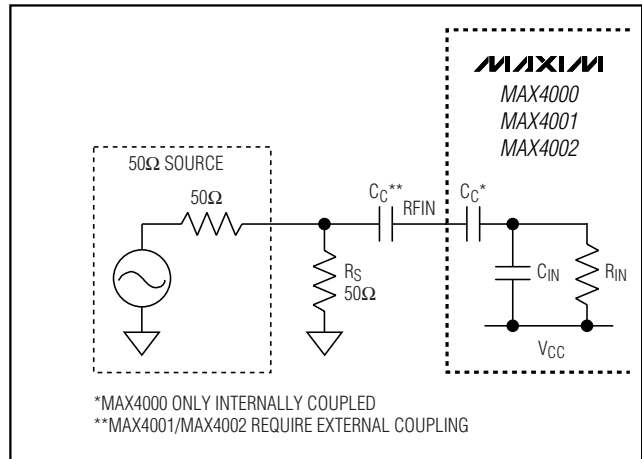 MAXIM
MAX4000
MAX4001
MAX4002
50Ω SOURCE
50Ω
CC**
RFIN
CC*
RS
50Ω
CIN
RIN
VCC
*MAX4000 ONLY INTERNALLY COUPLED
**MAX4001/MAX4002 REQUIRE EXTERNAL COUPLING